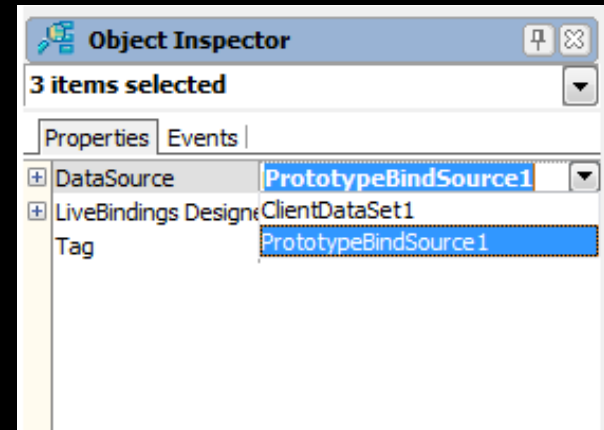 Object Inspector
3 items selected
Properties Events
DataSource PrototypeBindSource1
LiveBindings Designe ClientDataSet1
Tag PrototypeBindSource1